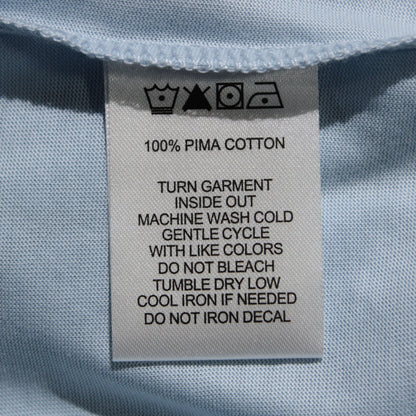 100% PIMA COTTON
TURN GARMENT
INSIDE OUT
MACHINE WASH COLD
GENTLE CYCLE
WITH LIKE COLORS
DO NOT BLEACH
TUMBLE DRY LOW
COOL IRON IF NEEDED
DO NOT IRON DECAL